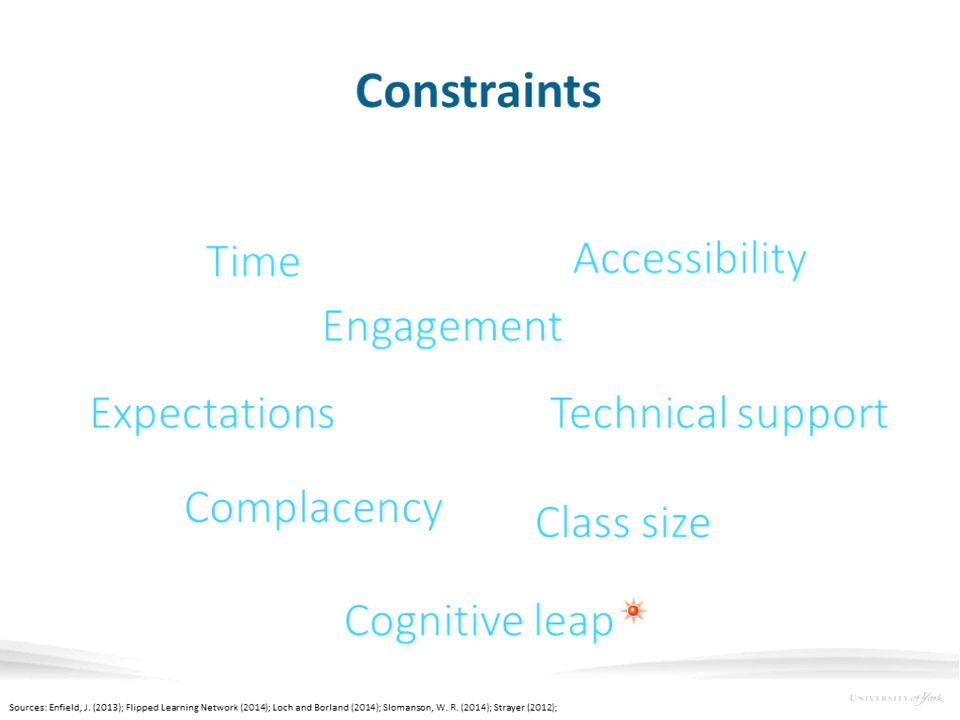 Constraints
Time
Accessibility
Engagement
Expectations
Technical support
Complacency
Class size
Cognitive leap
UNIVERSITY of York
Sources: Enfield, J. (2013); Flipped Learning Network (2014); Loch and Borland (2014); Slomanson, W. R. (2014); Strayer (2012);